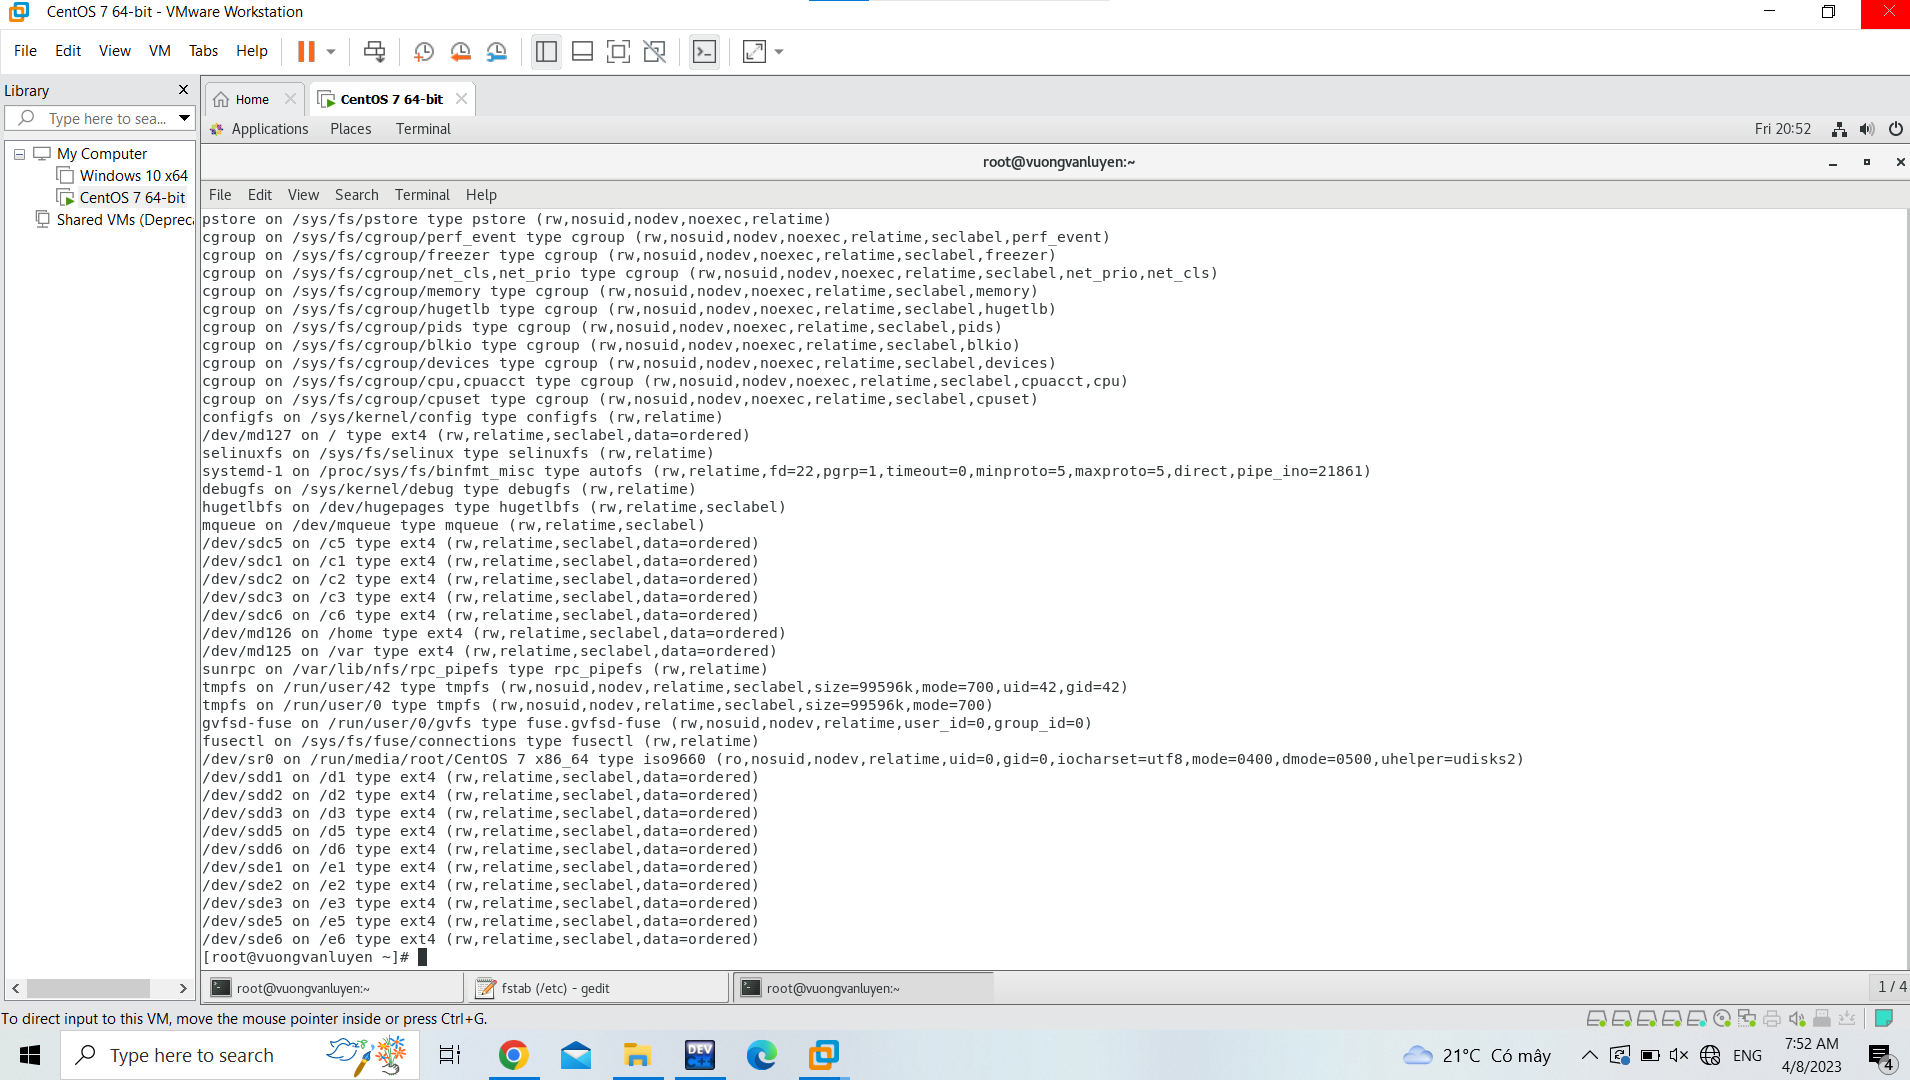 CentOS 7 64-bit - VMware Workstation
File Edit View VM Tabs Help
Library
Type here to sea...
My Computer
Windows 10 x64
CentOS 7 64-bit
Shared VMs (Depreca
Home
CentOS 7 64-bit
Applications Places Terminal
Fri 20:52
root@vuongvanluyen:~
File Edit View Search Terminal Help
pstore on /sys/fs/pstore type pstore (rw,nosuid,nodev,noexec,relatime)
cgroup on /sys/fs/cgroup/perf_event type cgroup (rw,nosuid,nodev,noexec,relatime,seclabel,perf_event)
cgroup on /sys/fs/cgroup/freezer type cgroup (rw,nosuid,nodev,noexec,relatime,seclabel,freezer)
cgroup on /sys/fs/cgroup/net_cls,net_prio type cgroup (rw,nosuid,nodev,noexec,relatime,seclabel,net_prio,net_cls)
cgroup on /sys/fs/cgroup/memory type cgroup (rw,nosuid,nodev,noexec,relatime,seclabel,memory)
cgroup on /sys/fs/cgroup/hugetlb type cgroup (rw,nosuid,nodev,noexec,relatime,seclabel,hugetlb)
cgroup on /sys/fs/cgroup/pids type cgroup (rw,nosuid,nodev,noexec,relatime,seclabel,pids)
cgroup on /sys/fs/cgroup/blkio type cgroup (rw,nosuid,nodev,noexec,relatime,seclabel,blkio)
cgroup on /sys/fs/cgroup/devices type cgroup (rw,nosuid,nodev,noexec,relatime,seclabel,devices)
cgroup on /sys/fs/cgroup/cpu,cpuacct type cgroup (rw,nosuid,nodev,noexec,relatime,seclabel,cpuacct,cpu)
cgroup on /sys/fs/cgroup/cpuset type cgroup (rw,nosuid,nodev,noexec,relatime,seclabel,cpuset)
configfs on /sys/kernel/config type configfs (rw,relatime)
/dev/md127 on / type ext4 (rw,relatime,seclabel,data=ordered)
selinuxfs on /sys/fs/selinux type selinuxfs (rw,relatime)
systemd-1 on /proc/sys/fs/binfmt_misc type autofs (rw,relatime,fd=22,pgrp=1,timeout=0,minproto=5,maxproto=5,direct,pipe_ino=21861)
debugfs on /sys/kernel/debug type debugfs (rw,relatime)
hugetlbfs on /dev/hugepages type hugetlbfs (rw,relatime,seclabel)
mqueue on /dev/mqueue type mqueue (rw,relatime,seclabel)
/dev/sdc5 on /c5 type ext4 (rw,relatime,seclabel,data=ordered)
/dev/sdc1 on /c1 type ext4 (rw,relatime,seclabel,data=ordered)
/dev/sdc2 on /c2 type ext4 (rw,relatime,seclabel,data=ordered)
/dev/sdc3 on /c3 type ext4 (rw,relatime,seclabel,data=ordered)
/dev/sdc6 on /c6 type ext4 (rw,relatime,seclabel,data=ordered)
/dev/md126 on /home type ext4 (rw,relatime,seclabel,data=ordered)
/dev/md125 on /var type ext4 (rw,relatime,seclabel,data=ordered)
sunrpc on /var/lib/nfs/rpc_pipefs type rpc_pipefs (rw,relatime)
tmpfs on /run/user/42 type tmpfs (rw,nosuid,nodev,relatime,seclabel,size=99596k,mode=700,uid=42,gid=42)
tmpfs on /run/user/0 type tmpfs (rw,nosuid,nodev,relatime,seclabel,size=99596k,mode=700)
gvfsd-fuse on /run/user/0/gvfs type fuse.gvfsd-fuse (rw,nosuid,nodev,relatime,user_id=0,group_id=0)
fusectl on /sys/fs/fuse/connections type fusectl (rw,relatime)
/dev/sr0 on /run/media/root/CentOS 7 x86_64 type iso9660 (ro,nosuid,nodev,relatime,uid=0,gid=0,iocharset=utf8,mode=0400,dmode=0500,uhelper=udisks2)
/dev/sdd1 on /d1 type ext4 (rw,relatime,seclabel,data=ordered)
/dev/sdd2 on /d2 type ext4 (rw,relatime,seclabel,data=ordered)
/dev/sdd3 on /d3 type ext4 (rw,relatime,seclabel,data=ordered)
/dev/sdd5 on /d5 type ext4 (rw,relatime,seclabel,data=ordered)
/dev/sdd6 on /d6 type ext4 (rw,relatime,seclabel,data=ordered)
/dev/sde1 on /e1 type ext4 (rw,relatime,seclabel,data=ordered)
/dev/sde2 on /e2 type ext4 (rw,relatime,seclabel,data=ordered)
/dev/sde3 on /e3 type ext4 (rw,relatime,seclabel,data=ordered)
/dev/sde5 on /e5 type ext4 (rw,relatime,seclabel,data=ordered)
/dev/sde6 on /e6 type ext4 (rw,relatime,seclabel,data=ordered)
[root@vuongvanluyen ~]#
root@vuongvanluyen:~
fstab (/etc) - gedit
root@vuongvanluyen:~
1 / 4
To direct input to this VM, move the mouse pointer inside or press Ctrl+G.
Type here to search
DEV C++
21°C Có mây
ENG
7:52 AM
4/8/2023
4